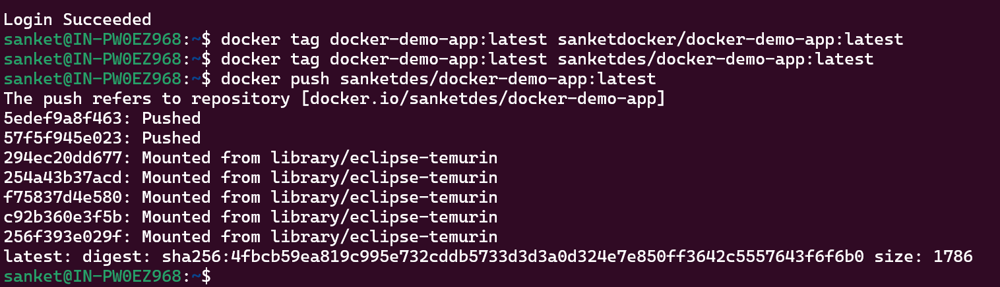 Login Succeeded
sanket@IN-PW0EZ968:~$ docker tag docker-demo-app:latest sanketdocker/docker-demo-app:latest
sanket@IN-PW0EZ968:~$ docker tag docker-demo-app:latest sanketdes/docker-demo-app:latest
sanket@IN-PW0EZ968:~$ docker push sanketdes/docker-demo-app:latest
The push refers to repository [docker.io/sanketdes/docker-demo-app]
5edef9a8f463: Pushed
57f5f945e023: Pushed
294ec20dd677: Mounted from library/eclipse-temurin
254a43b37acd: Mounted from library/eclipse-temurin
f75837d4e580: Mounted from library/eclipse-temurin
c92b360e3f5b: Mounted from library/eclipse-temurin
256f393e029f: Mounted from library/eclipse-temurin
latest: digest: sha256:4fbcb59ea819c995e732cddb5733d3d3a0d324e7e850ff3642c5557643f6f6b0 size: 1786
sanket@IN-PW0EZ968:~$